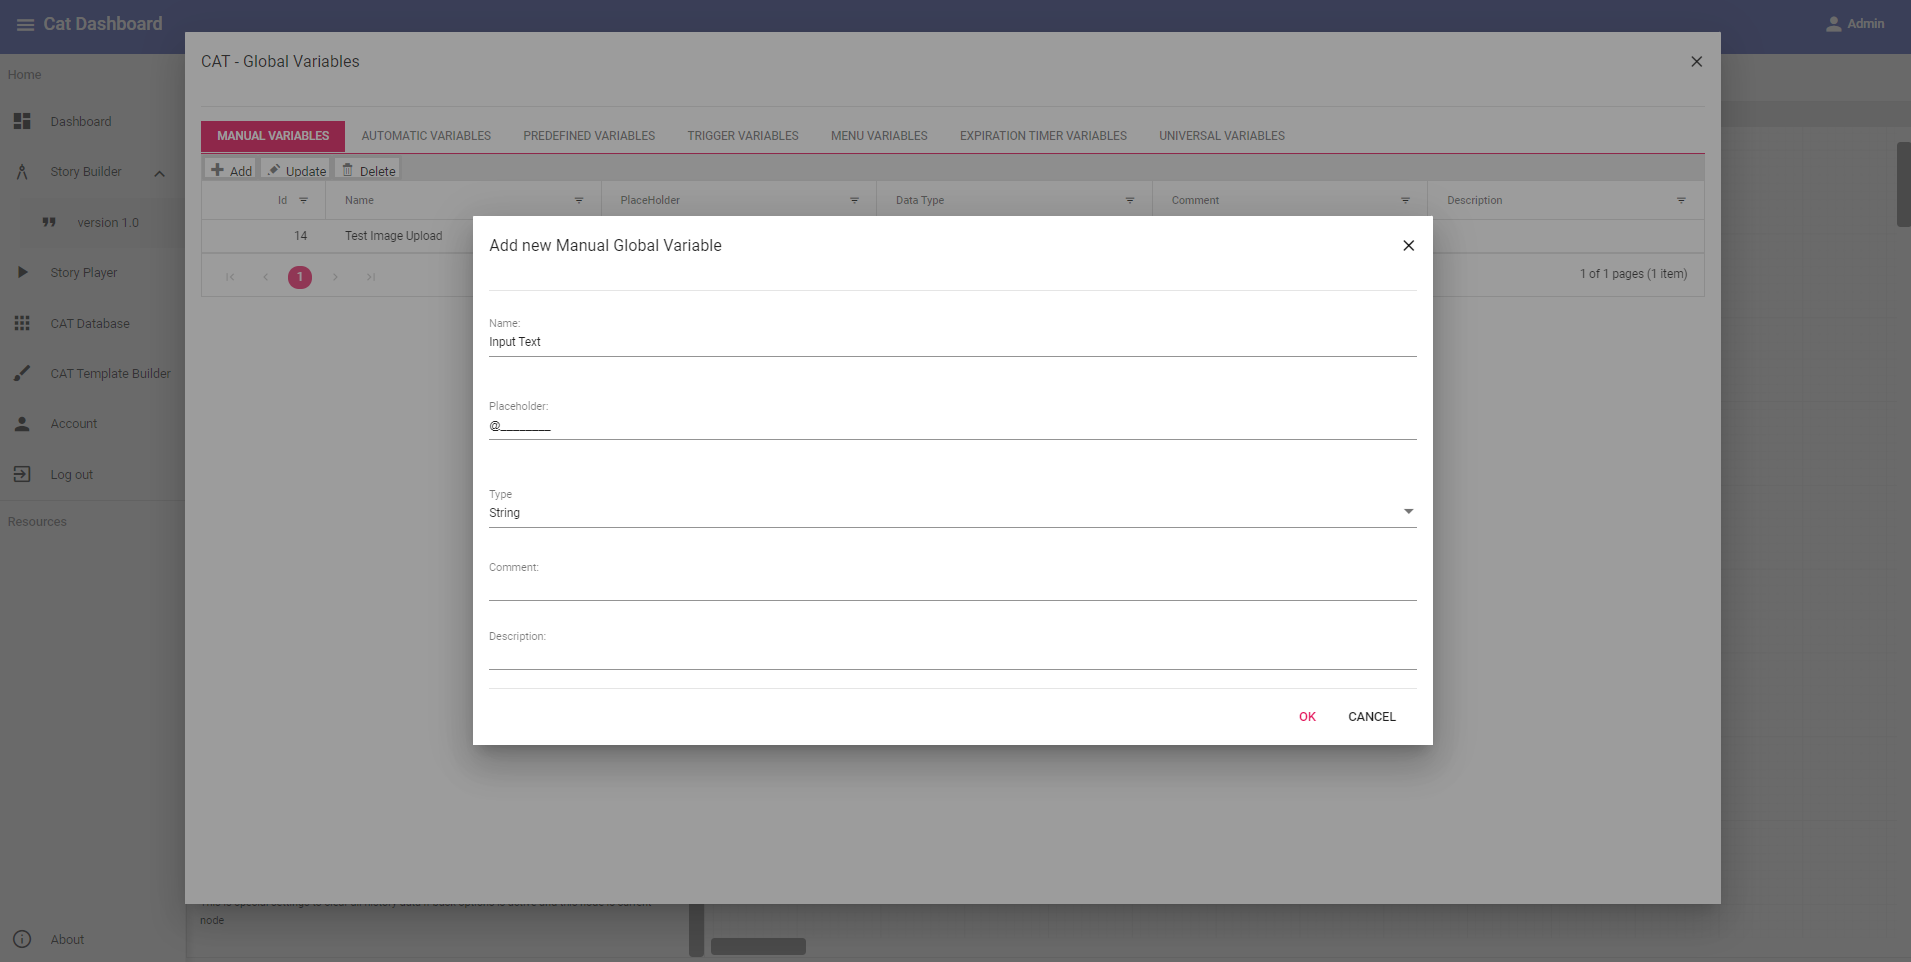 Cat Dashboard
Admin
Home
Dashboard
Story Builder
version 1.0
Story Player
CAT Database
CAT Template Builder
Account
Log out
Resources
About
CAT - Global Variables
MANUAL VARIABLES AUTOMATIC VARIABLES PREDEFINED VARIABLES TRIGGER VARIABLES MENU VARIABLES EXPIRATION TIMER VARIABLES UNIVERSAL VARIABLES
Add Update Delete
Id Name PlaceHolder Data Type Comment Description
14 Test Image Upload
1
1 of 1 pages (1 item)
Add new Manual Global Variable
Name:
Input Text
Placeholder:
@________
Type
String
Comment:
Description:
OK CANCEL
node